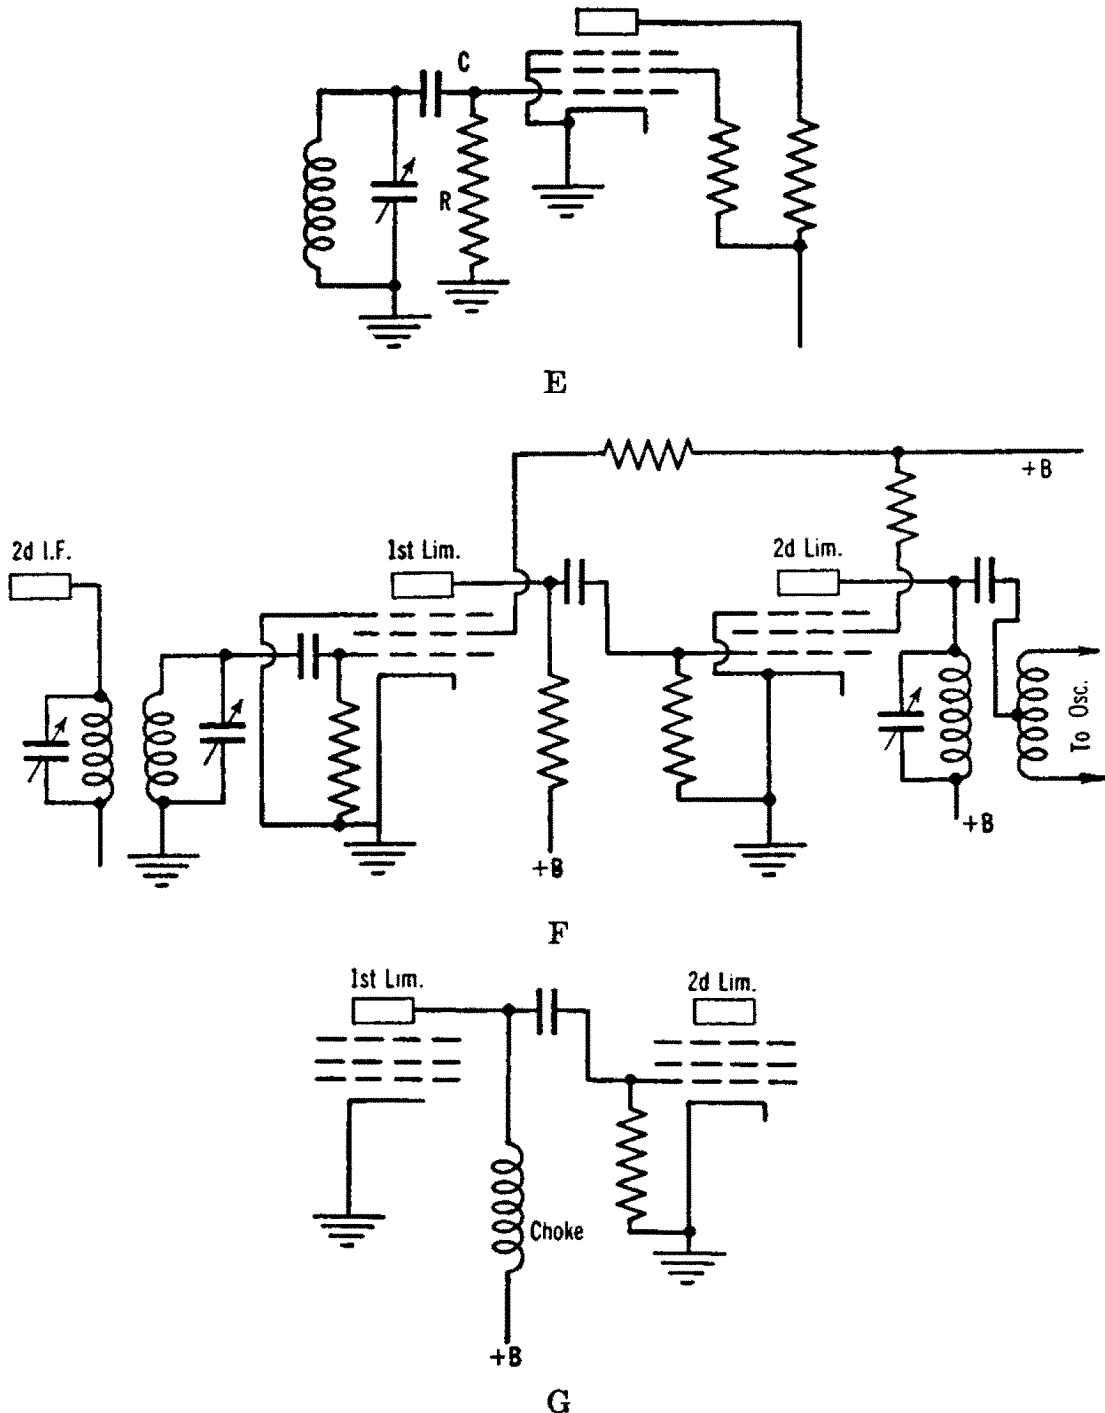 C
R
E
+B
2d I.F.
1st Lim.
2d Lim.
To Osc.
+B
+B
F
1st Lim.
2d Lim.
Choke
+B
G